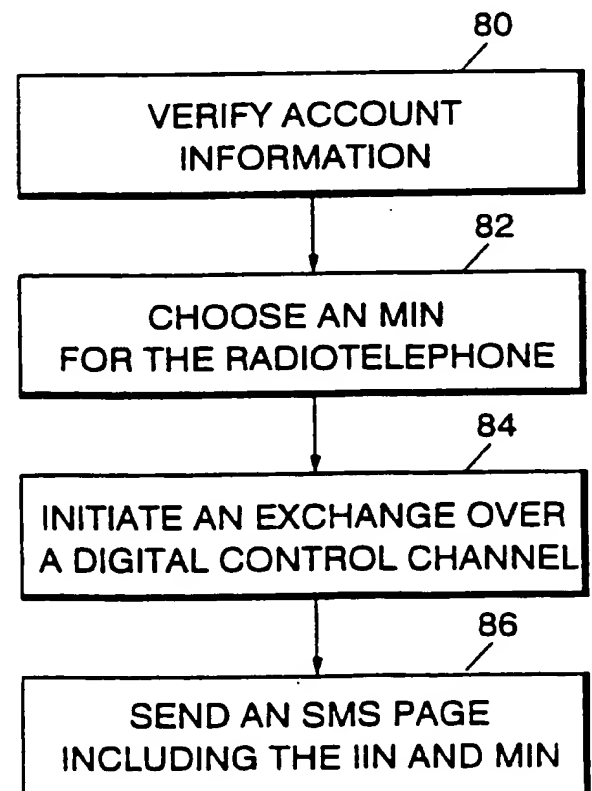 80
VERIFY ACCOUNT
INFORMATION
82
CHOOSE AN MIN
FOR THE RADIOTELEPHONE
84
INITIATE AN EXCHANGE OVER
A DIGITAL CONTROL CHANNEL
86
SEND AN SMS PAGE
INCLUDING THE IIN AND MIN